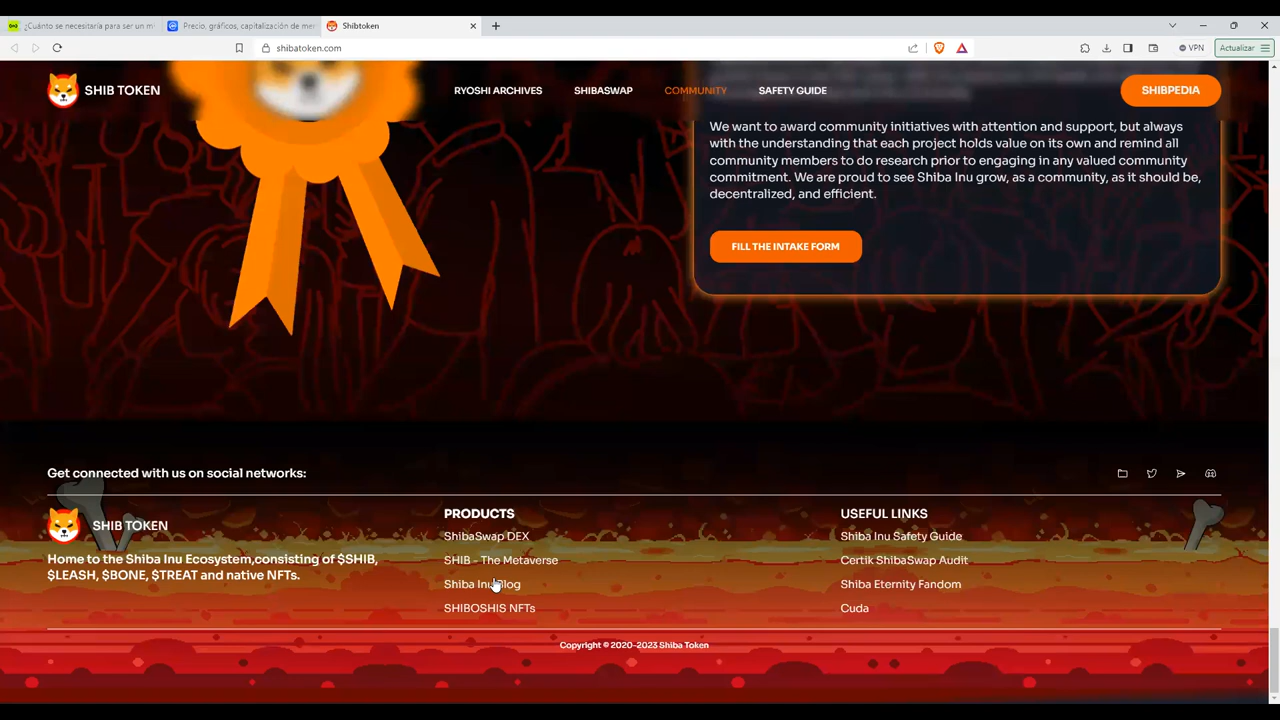 ¿Cuánto se necesitaría para ser un m
Precio, gráficos, capitalización de mer
Shibtoken
shibatoken.com
VPN
Actualizar
SHIB TOKEN
RYOSHI ARCHIVES
SHIBASWAP
COMMUNITY
SAFETY GUIDE
SHIBPEDIA
We want to award community initiatives with attention and support, but always
with the understanding that each project holds value on its own and remind all
community members to do research prior to engaging in any valued community
commitment. We are proud to see Shiba Inu grow, as a community, as it should be,
decentralized, and efficient.
FILL THE INTAKE FORM
Get connected with us on social networks:
SHIB TOKEN
Home to the Shiba Inu Ecosystem,consisting of $SHIB,
$LEASH, $BONE, $TREAT and native NFTs.
PRODUCTS
ShibaSwap DEX
SHIB - The Metaverse
Shiba Inu Blog
SHIBOSHIS NFTs
USEFUL LINKS
Shiba Inu Safety Guide
Certik ShibaSwap Audit
Shiba Eternity Fandom
Cuda
Copyright © 2020-2023 Shiba Token